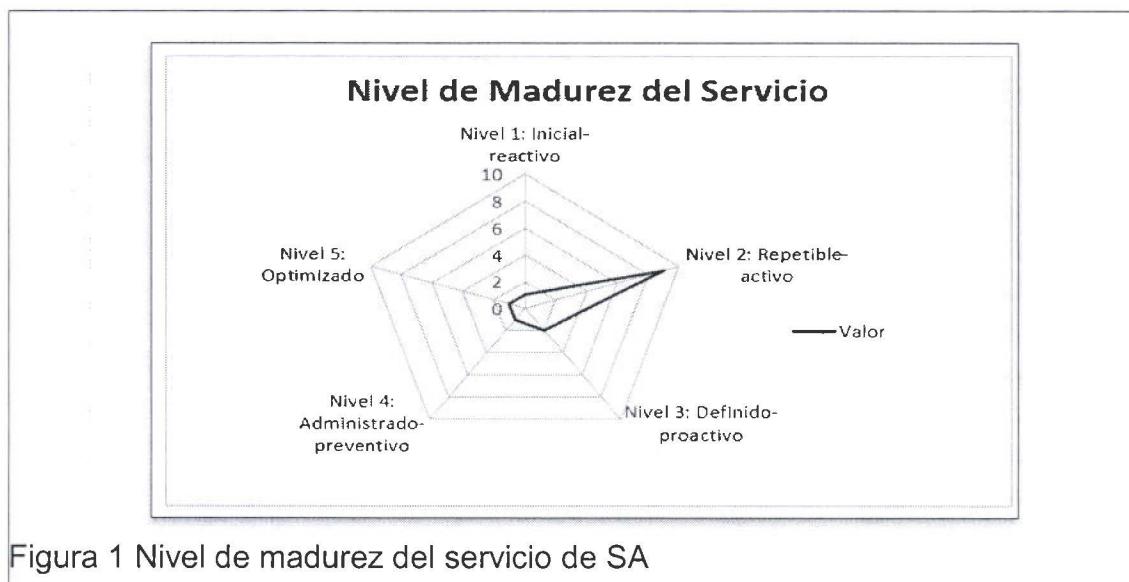 Nivel de Madurez del Servicio
Nivel 1: Inicial-
reactivo
10
8
6
4
2
0
Nivel 2: Repetible-
activo
Valor
Nivel 3: Definido-
proactivo
Nivel 4:
Administrado-
preventivo
Nivel 5:
Optimizado
Figura 1 Nivel de madurez del servicio de SA